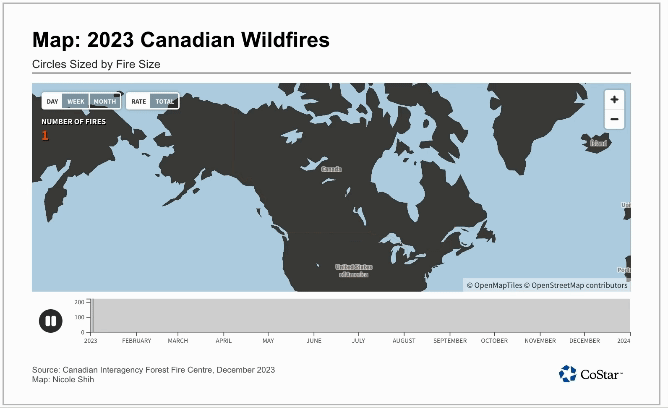 Map: 2023 Canadian Wildfires
Circles Sized by Fire Size
DAY WEEK MONTH RATE TOTAL
NUMBER OF FIRES
1
+
−
Canada
Island
United States
of America
© OpenMapTiles © OpenStreetMap contributors
200
100
0
2023 FEBRUARY MARCH APRIL MAY JUNE JULY AUGUST SEPTEMBER OCTOBER NOVEMBER DECEMBER 2024
Source: Canadian Interagency Forest Fire Centre, December 2023
Map: Nicole Shih
CoStar™